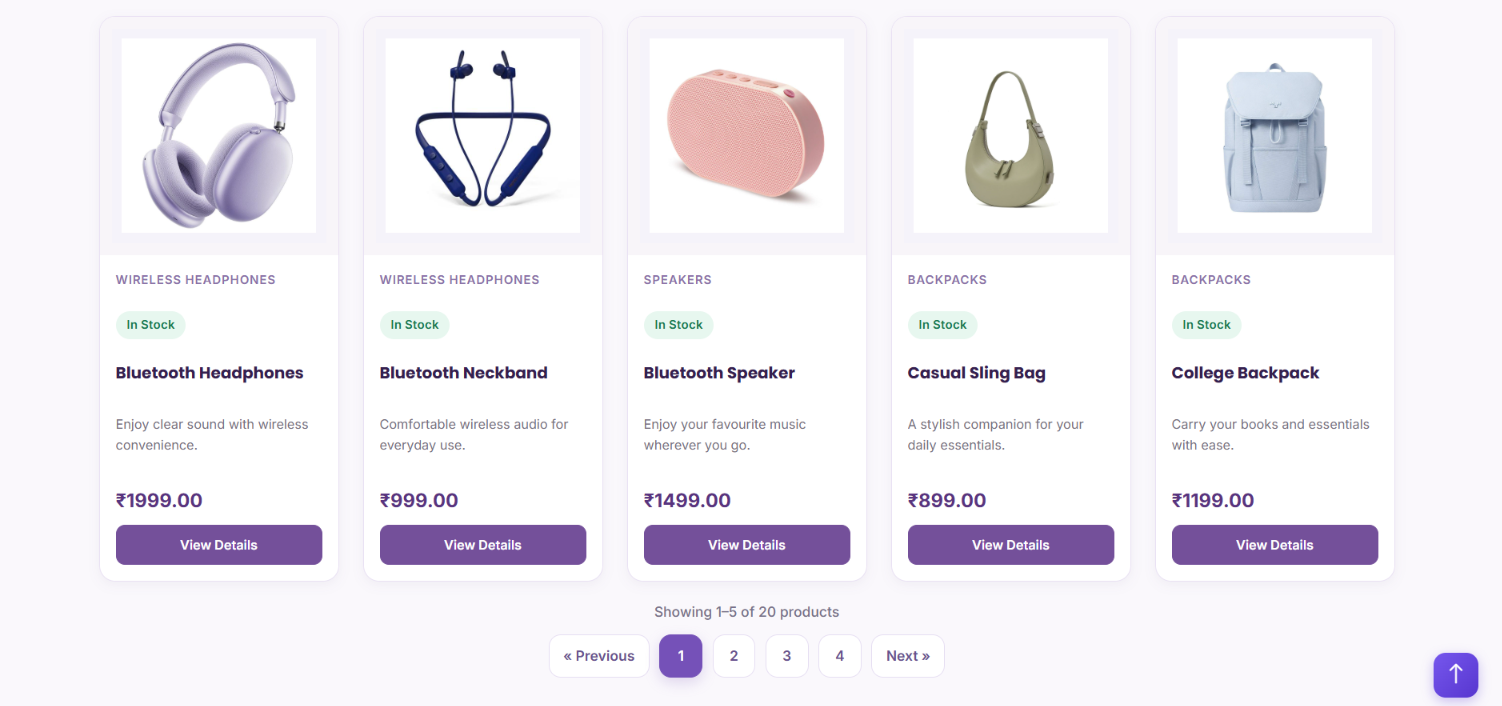 WIRELESS HEADPHONES
In Stock
Bluetooth Headphones
Enjoy clear sound with wireless
convenience.
₹1999.00
View Details
WIRELESS HEADPHONES
In Stock
Bluetooth Neckband
Comfortable wireless audio for
everyday use.
₹999.00
View Details
SPEAKERS
In Stock
Bluetooth Speaker
Enjoy your favourite music
wherever you go.
₹1499.00
View Details
BACKPACKS
In Stock
Casual Sling Bag
A stylish companion for your
daily essentials.
₹899.00
View Details
BACKPACKS
In Stock
College Backpack
Carry your books and essentials
with ease.
₹1199.00
View Details
Showing 1–5 of 20 products
« Previous 1 2 3 4 Next »